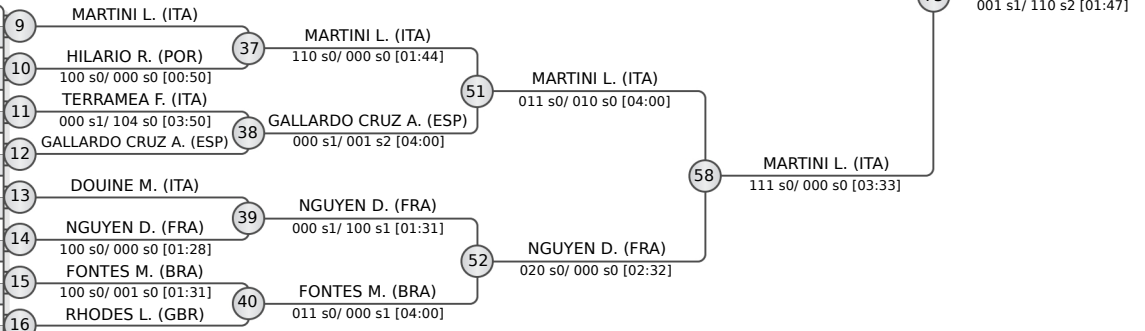 001 s1/ 110 s2 [01:47]
9
MARTINI L. (ITA)
10
HILARIO R. (POR)
100 s0/ 000 s0 [00:50]
11
TERRAMEA F. (ITA)
000 s1/ 104 s0 [03:50]
12
GALLARDO CRUZ A. (ESP)
13
DOUINE M. (ITA)
14
NGUYEN D. (FRA)
100 s0/ 000 s0 [01:28]
15
FONTES M. (BRA)
100 s0/ 001 s0 [01:31]
16
RHODES L. (GBR)
37
MARTINI L. (ITA)
110 s0/ 000 s0 [01:44]
38
GALLARDO CRUZ A. (ESP)
000 s1/ 001 s2 [04:00]
39
NGUYEN D. (FRA)
000 s1/ 100 s1 [01:31]
40
FONTES M. (BRA)
011 s0/ 000 s1 [04:00]
51
MARTINI L. (ITA)
011 s0/ 010 s0 [04:00]
52
NGUYEN D. (FRA)
020 s0/ 000 s0 [02:32]
58
MARTINI L. (ITA)
111 s0/ 000 s0 [03:33]